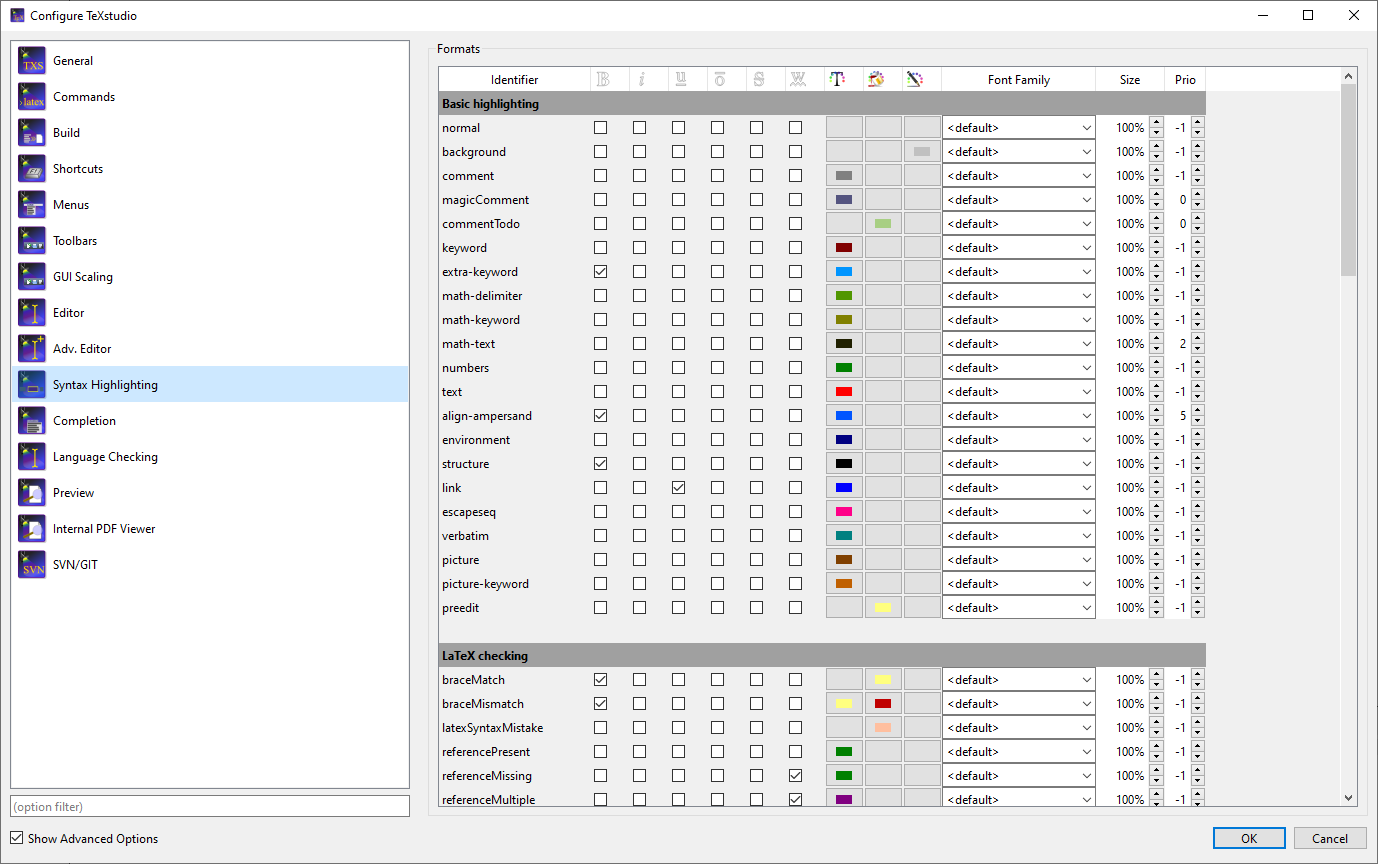 Configure TeXstudio
General
Commands
Build
Shortcuts
Menus
Toolbars
GUI Scaling
Editor
Adv. Editor
Syntax Highlighting
Completion
Language Checking
Preview
Internal PDF Viewer
SVN/GIT
(option filter)
Show Advanced Options
Formats
Identifier B i u o S W T Font Family Size Prio
Basic highlighting
normal <default> 100% -1
background <default> 100% -1
comment <default> 100% -1
magicComment <default> 100% 0
commentTodo <default> 100% 0
keyword <default> 100% -1
extra-keyword <default> 100% -1
math-delimiter <default> 100% -1
math-keyword <default> 100% -1
math-text <default> 100% 2
numbers <default> 100% -1
text <default> 100% -1
align-ampersand <default> 100% 5
environment <default> 100% -1
structure <default> 100% -1
link <default> 100% -1
escapeseq <default> 100% -1
verbatim <default> 100% -1
picture <default> 100% -1
picture-keyword <default> 100% -1
preedit <default> 100% -1
LaTeX checking
braceMatch <default> 100% -1
braceMismatch <default> 100% -1
latexSyntaxMistake <default> 100% -1
referencePresent <default> 100% -1
referenceMissing <default> 100% -1
referenceMultiple <default> 100% -1
OK Cancel